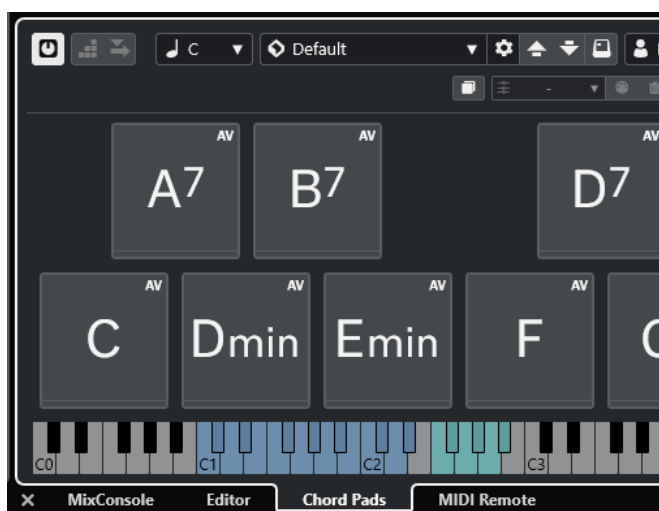 C
Default
-
AV
AV
AV
A7
B7
D7
AV
AV
AV
AV
C
Dmin
Emin
F
C0
C1
C2
C3
MixConsole
Editor
Chord Pads
MIDI Remote